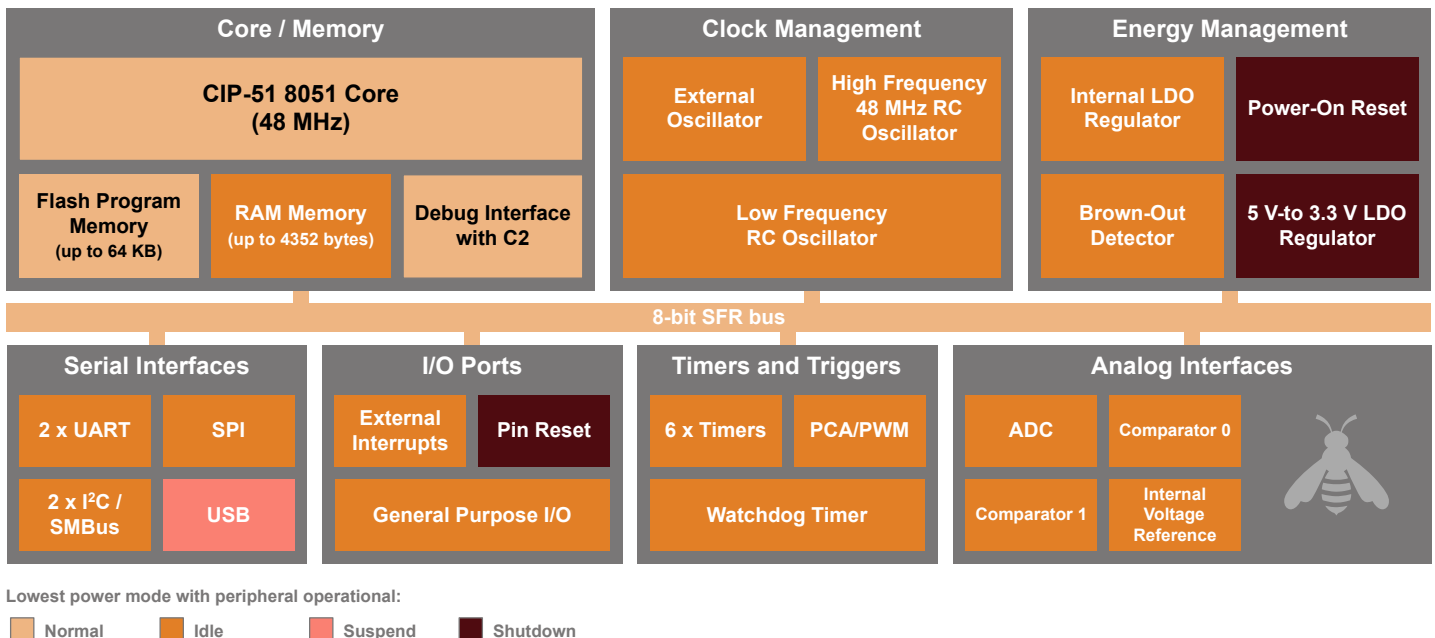 Core / Memory
CIP-51 8051 Core
(48 MHz)
Flash Program
Memory
(up to 64 KB)
RAM Memory
(up to 4352 bytes)
Debug Interface
with C2
Clock Management
External
Oscillator
High Frequency
48 MHz RC
Oscillator
Low Frequency
RC Oscillator
Energy Management
Internal LDO
Regulator
Power-On Reset
Brown-Out
Detector
5 V-to 3.3 V LDO
Regulator
8-bit SFR bus
Serial Interfaces
2 x UART
SPI
2 x I²C /
SMBus
USB
I/O Ports
External
Interrupts
Pin Reset
General Purpose I/O
Timers and Triggers
6 x Timers
PCA/PWM
Watchdog Timer
Analog Interfaces
ADC
Comparator 0
Comparator 1
Internal
Voltage
Reference
Lowest power mode with peripheral operational:
Normal
Idle
Suspend
Shutdown